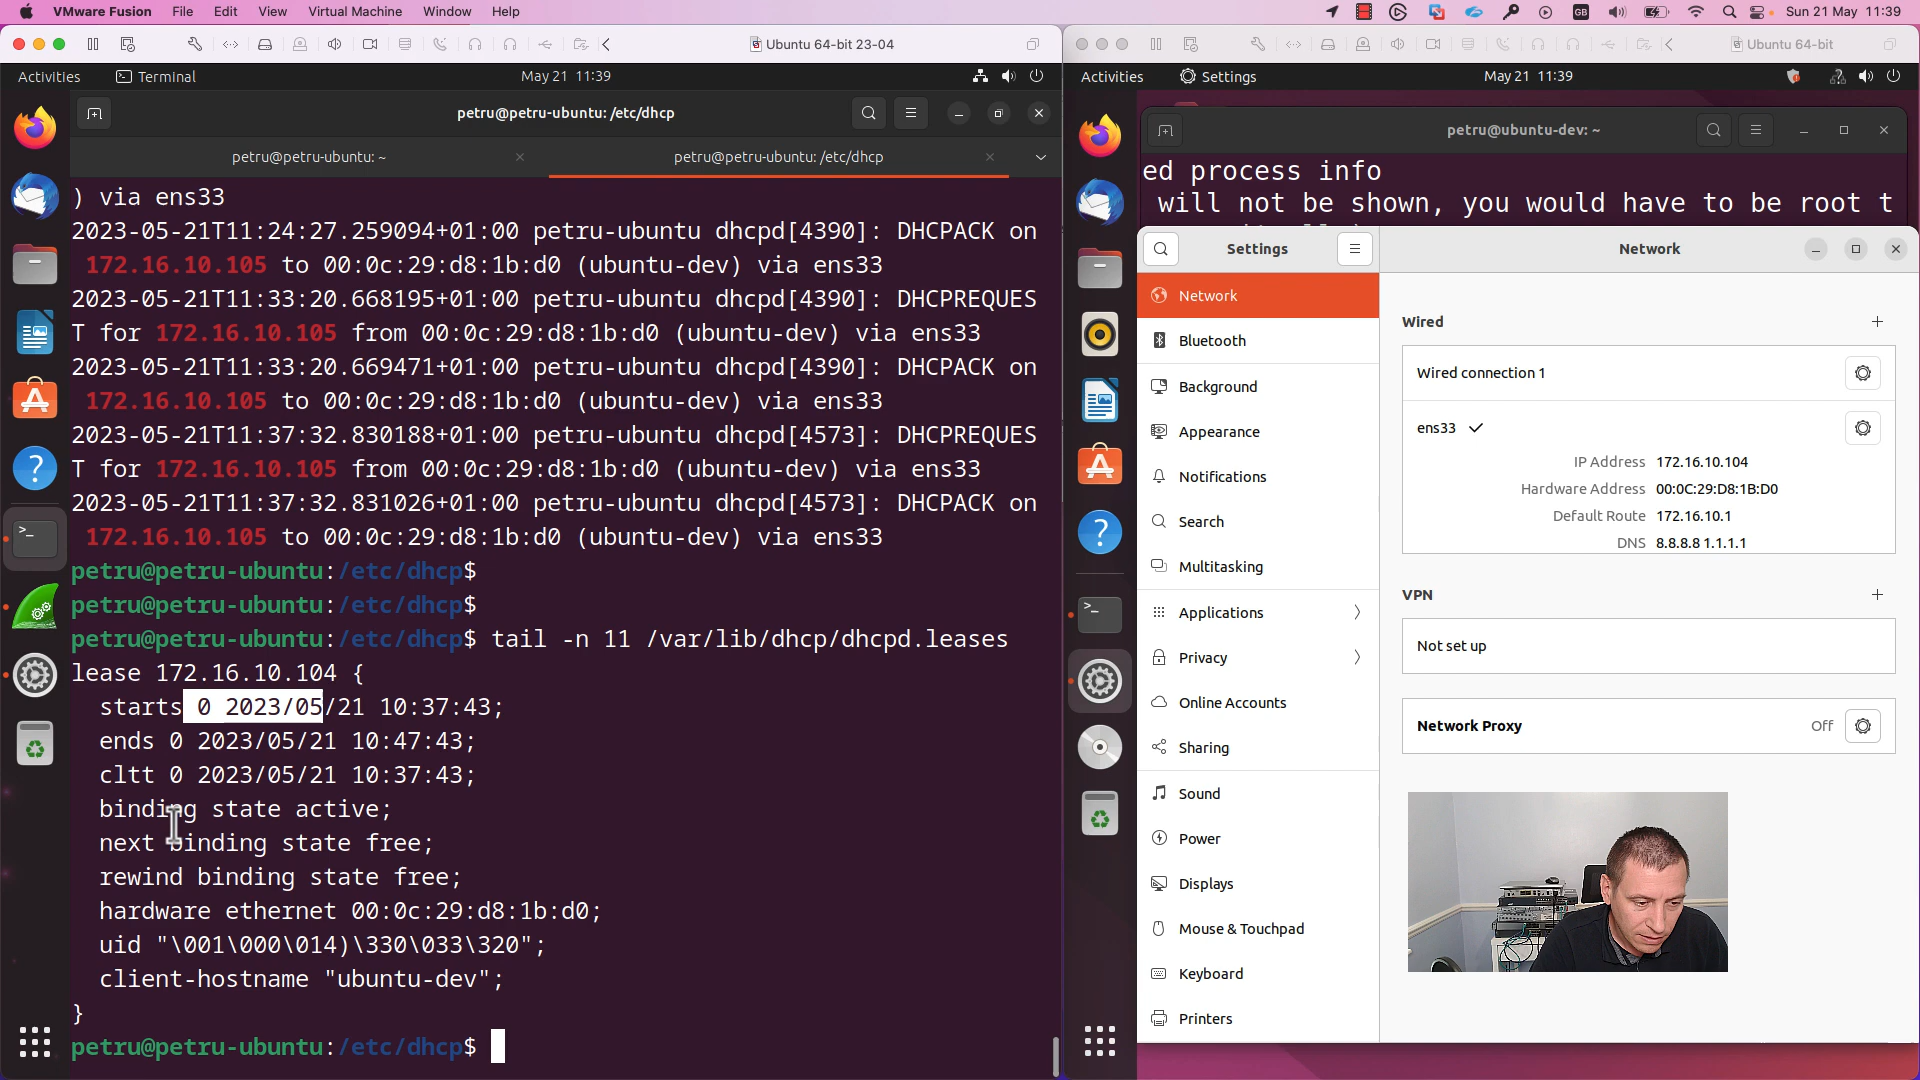 VMware Fusion File Edit View Virtual Machine Window Help GB Sun 21 May 11:39
Ubuntu 64-bit 23-04
Activities Terminal May 21 11:39
petru@petru-ubuntu: /etc/dhcp
petru@petru-ubuntu: ~ petru@petru-ubuntu: /etc/dhcp
) via ens33
2023-05-21T11:24:27.259094+01:00 petru-ubuntu dhcpd[4390]: DHCPACK on
172.16.10.105 to 00:0c:29:d8:1b:d0 (ubuntu-dev) via ens33
2023-05-21T11:33:20.668195+01:00 petru-ubuntu dhcpd[4390]: DHCPREQUES
T for 172.16.10.105 from 00:0c:29:d8:1b:d0 (ubuntu-dev) via ens33
2023-05-21T11:33:20.669471+01:00 petru-ubuntu dhcpd[4390]: DHCPACK on
172.16.10.105 to 00:0c:29:d8:1b:d0 (ubuntu-dev) via ens33
2023-05-21T11:37:32.830188+01:00 petru-ubuntu dhcpd[4573]: DHCPREQUES
T for 172.16.10.105 from 00:0c:29:d8:1b:d0 (ubuntu-dev) via ens33
2023-05-21T11:37:32.831026+01:00 petru-ubuntu dhcpd[4573]: DHCPACK on
172.16.10.105 to 00:0c:29:d8:1b:d0 (ubuntu-dev) via ens33
petru@petru-ubuntu:/etc/dhcp$
petru@petru-ubuntu:/etc/dhcp$
petru@petru-ubuntu:/etc/dhcp$ tail -n 11 /var/lib/dhcp/dhcpd.leases
lease 172.16.10.104 {
starts 0 2023/05/21 10:37:43;
ends 0 2023/05/21 10:47:43;
cltt 0 2023/05/21 10:37:43;
binding state active;
next binding state free;
rewind binding state free;
hardware ethernet 00:0c:29:d8:1b:d0;
uid "\001\000\014)\330\033\320";
client-hostname "ubuntu-dev";
}
petru@petru-ubuntu:/etc/dhcp$
Ubuntu 64-bit
Activities Settings May 21 11:39
petru@ubuntu-dev: ~
ed process info
will not be shown, you would have to be root t
Settings
Network
Bluetooth
Background
Appearance
Notifications
Search
Multitasking
Applications
Privacy
Online Accounts
Sharing
Sound
Power
Displays
Mouse & Touchpad
Keyboard
Printers
Network
Wired
Wired connection 1
ens33
IP Address 172.16.10.104
Hardware Address 00:0C:29:D8:1B:D0
Default Route 172.16.10.1
DNS 8.8.8.8 1.1.1.1
VPN
Not set up
Network Proxy Off